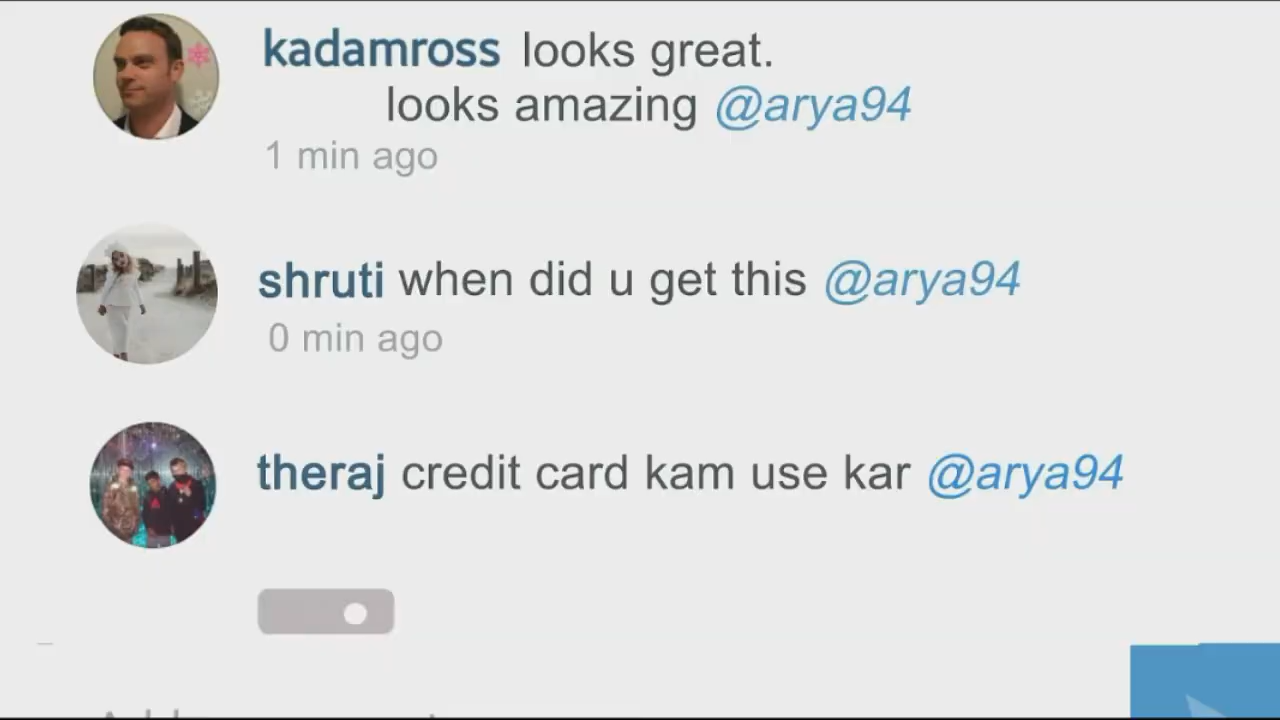 kadamross looks great.
looks amazing @arya94
1 min ago
shruti when did u get this @arya94
0 min ago
theraj credit card kam use kar @arya94